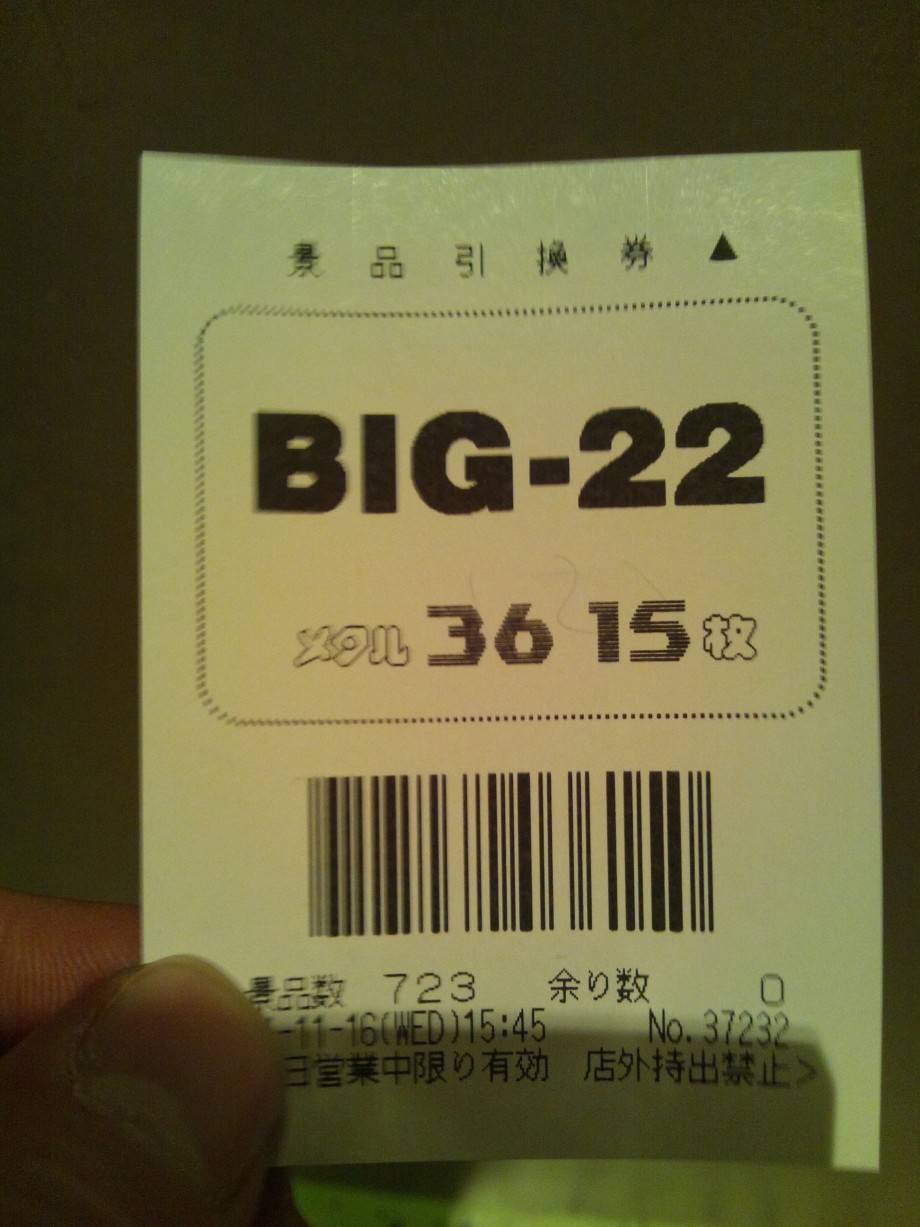 景品引換券▲
BIG-22
メタル 3615枚
景品数 723 余り数 0
-11-16(WED)15:45 No.37232
日営業中限り有効 店外持出禁止>